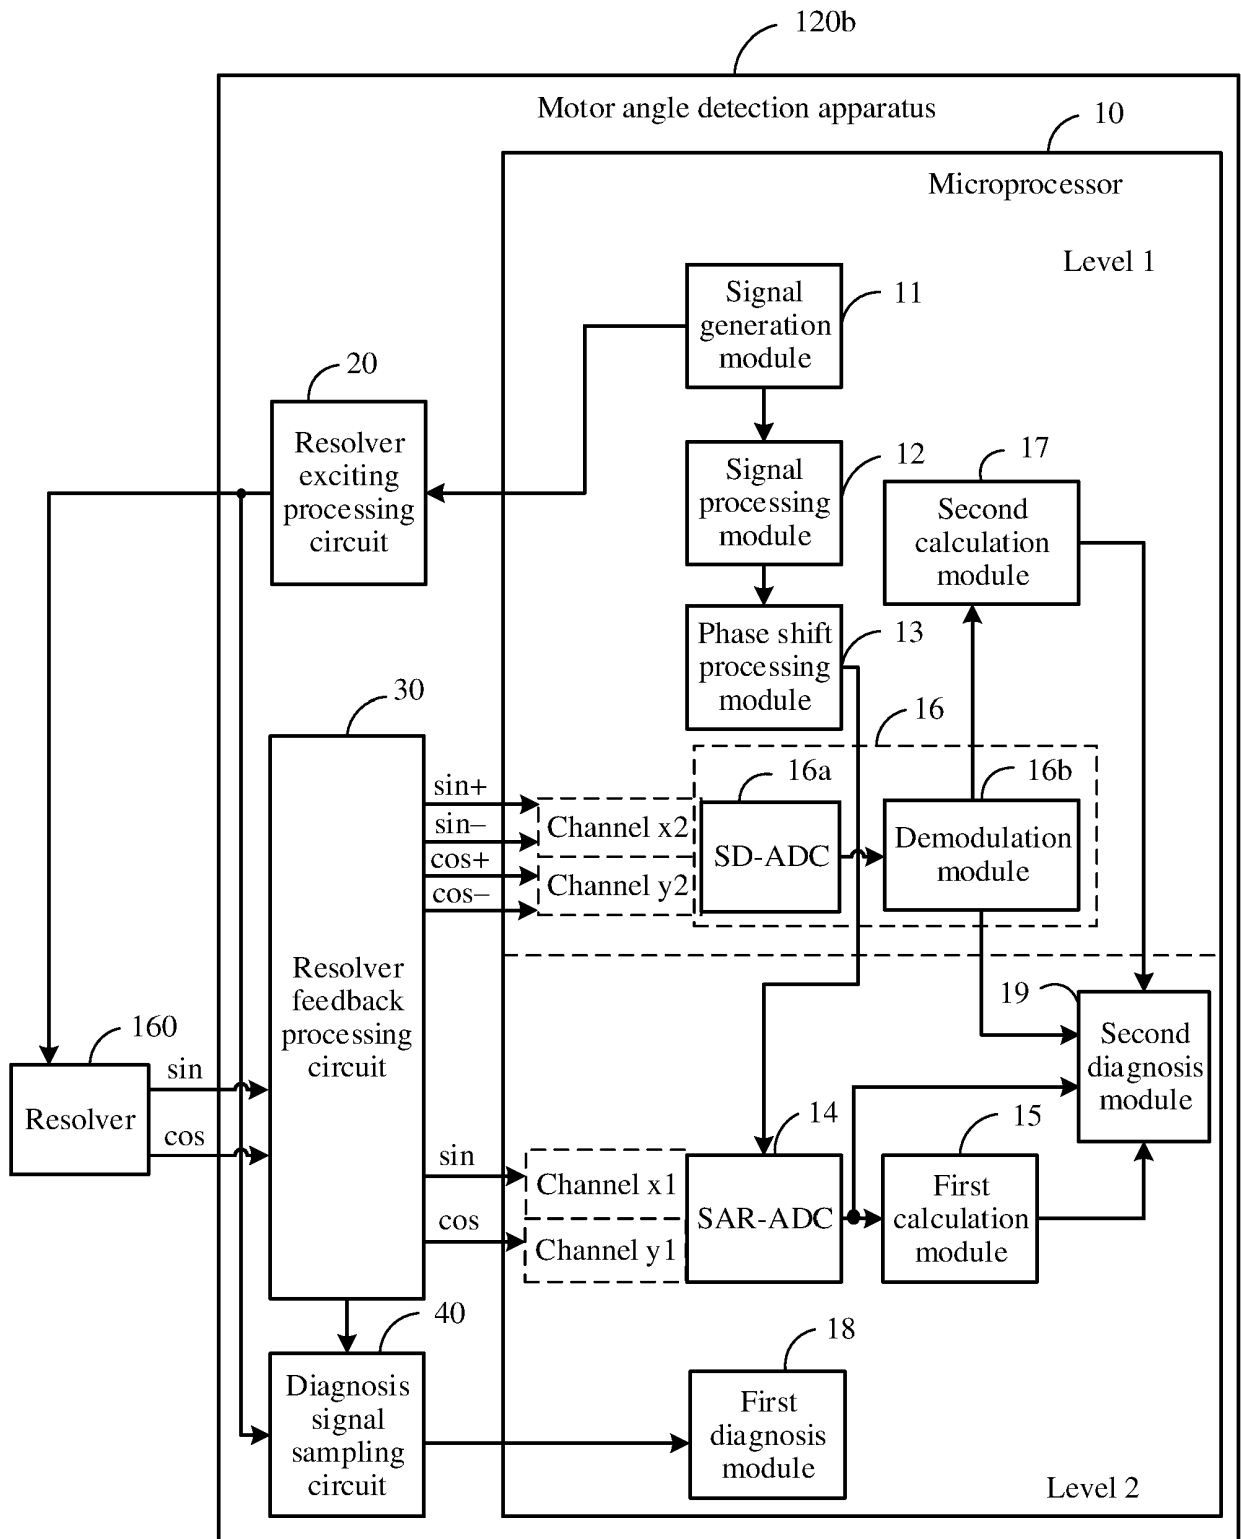 120b
Motor angle detection apparatus
10
Microprocessor
Level 1
Signal
generation
module
11
20
Resolver
exciting
processing
circuit
Signal
processing
module
12
17
Second
calculation
module
Phase shift
processing
module
13
30
16
16a
16b
sin+
sin–
cos+
cos–
Channel x2
Channel y2
SD-ADC
Demodulation
module
Resolver
feedback
processing
circuit
19
Second
diagnosis
module
160
Resolver
sin
cos
14
15
sin
cos
Channel x1
Channel y1
SAR-ADC
First
calculation
module
40
Diagnosis
signal
sampling
circuit
18
First
diagnosis
module
Level 2